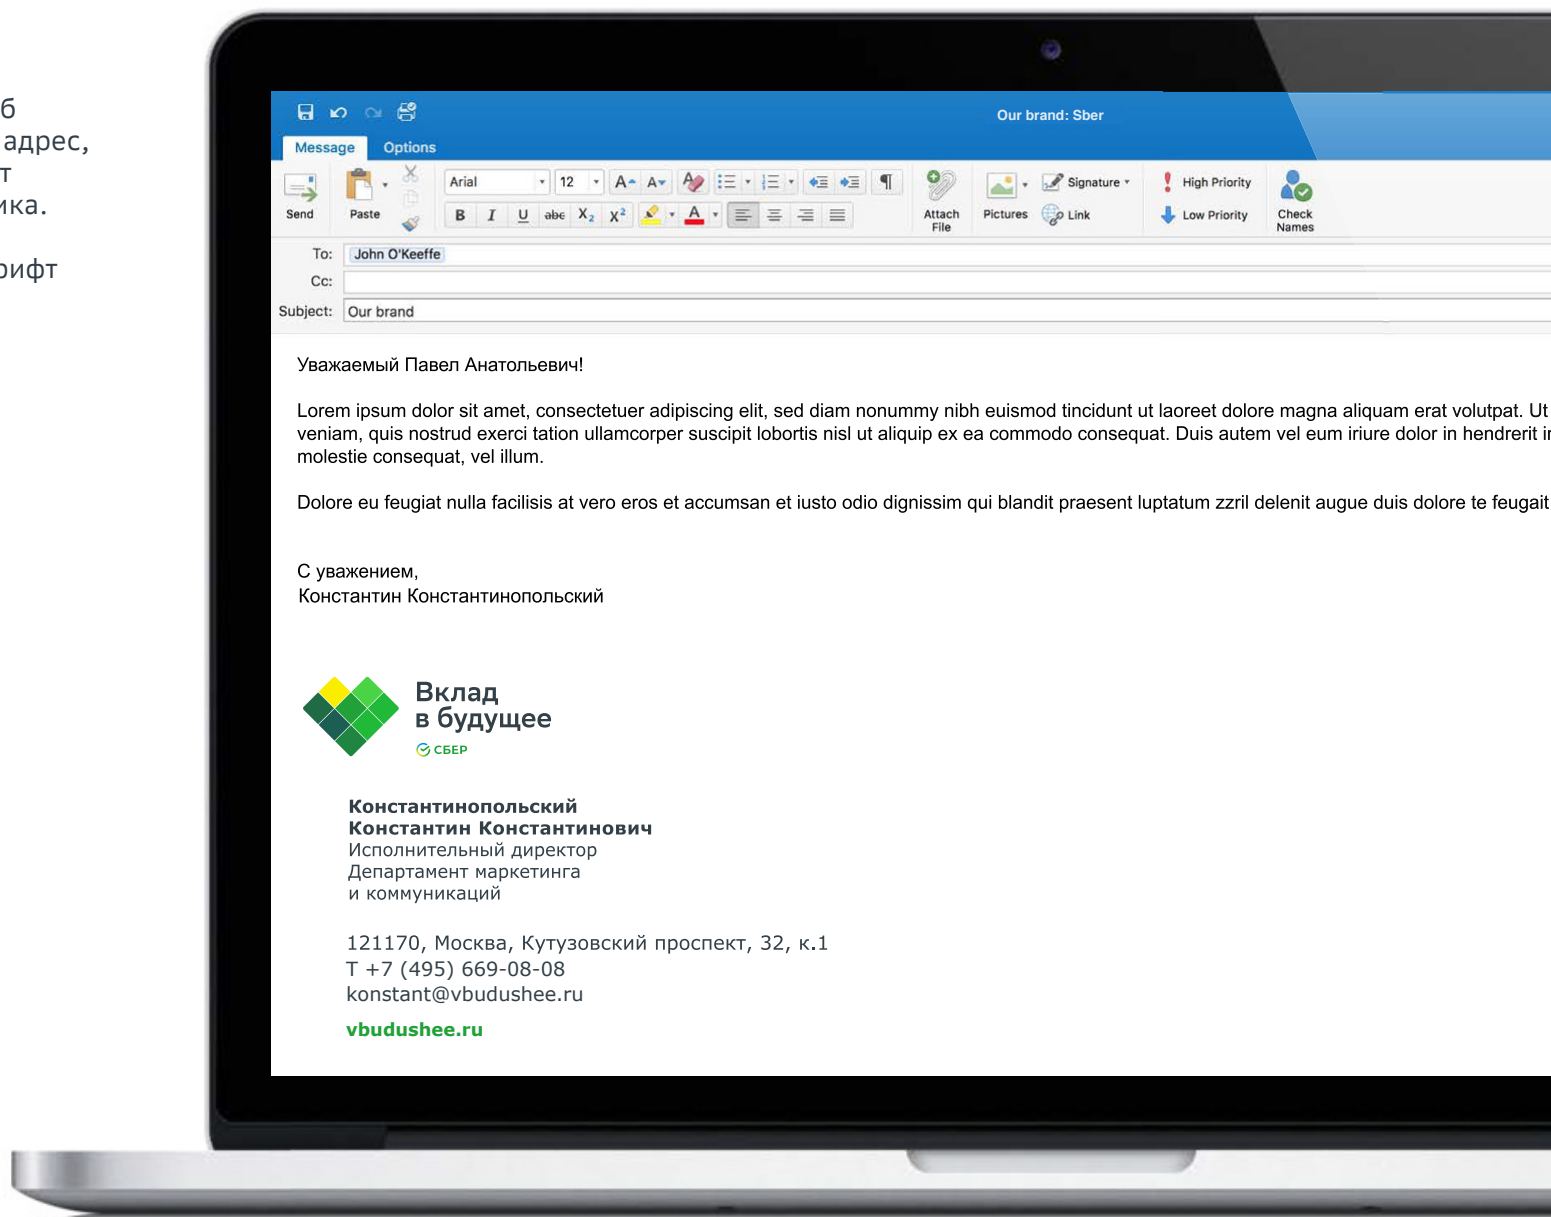 б
адрес,
т
ика.
рифт
Our brand: Sber
Message Options
Send
Paste
Arial
12
A A
B I U abc X₂ X² A
Attach
File
Pictures
Signature
Link
High Priority
Low Priority
Check
Names
To: John O'Keeffe
Cc:
Subject: Our brand
Уважаемый Павел Анатольевич!
Lorem ipsum dolor sit amet, consectetuer adipiscing elit, sed diam nonummy nibh euismod tincidunt ut laoreet dolore magna aliquam erat volutpat. Ut
veniam, quis nostrud exerci tation ullamcorper suscipit lobortis nisl ut aliquip ex ea commodo consequat. Duis autem vel eum iriure dolor in hendrerit in
molestie consequat, vel illum.
Dolore eu feugiat nulla facilisis at vero eros et accumsan et iusto odio dignissim qui blandit praesent luptatum zzril delenit augue duis dolore te feugait
С уважением,
Константин Константинопольский
Вклад
в будущее
СБЕР
Константинопольский
Константин Константинович
Исполнительный директор
Департамент маркетинга
и коммуникаций
121170, Москва, Кутузовский проспект, 32, к.1
Т +7 (495) 669-08-08
konstant@vbudushee.ru
vbudushee.ru